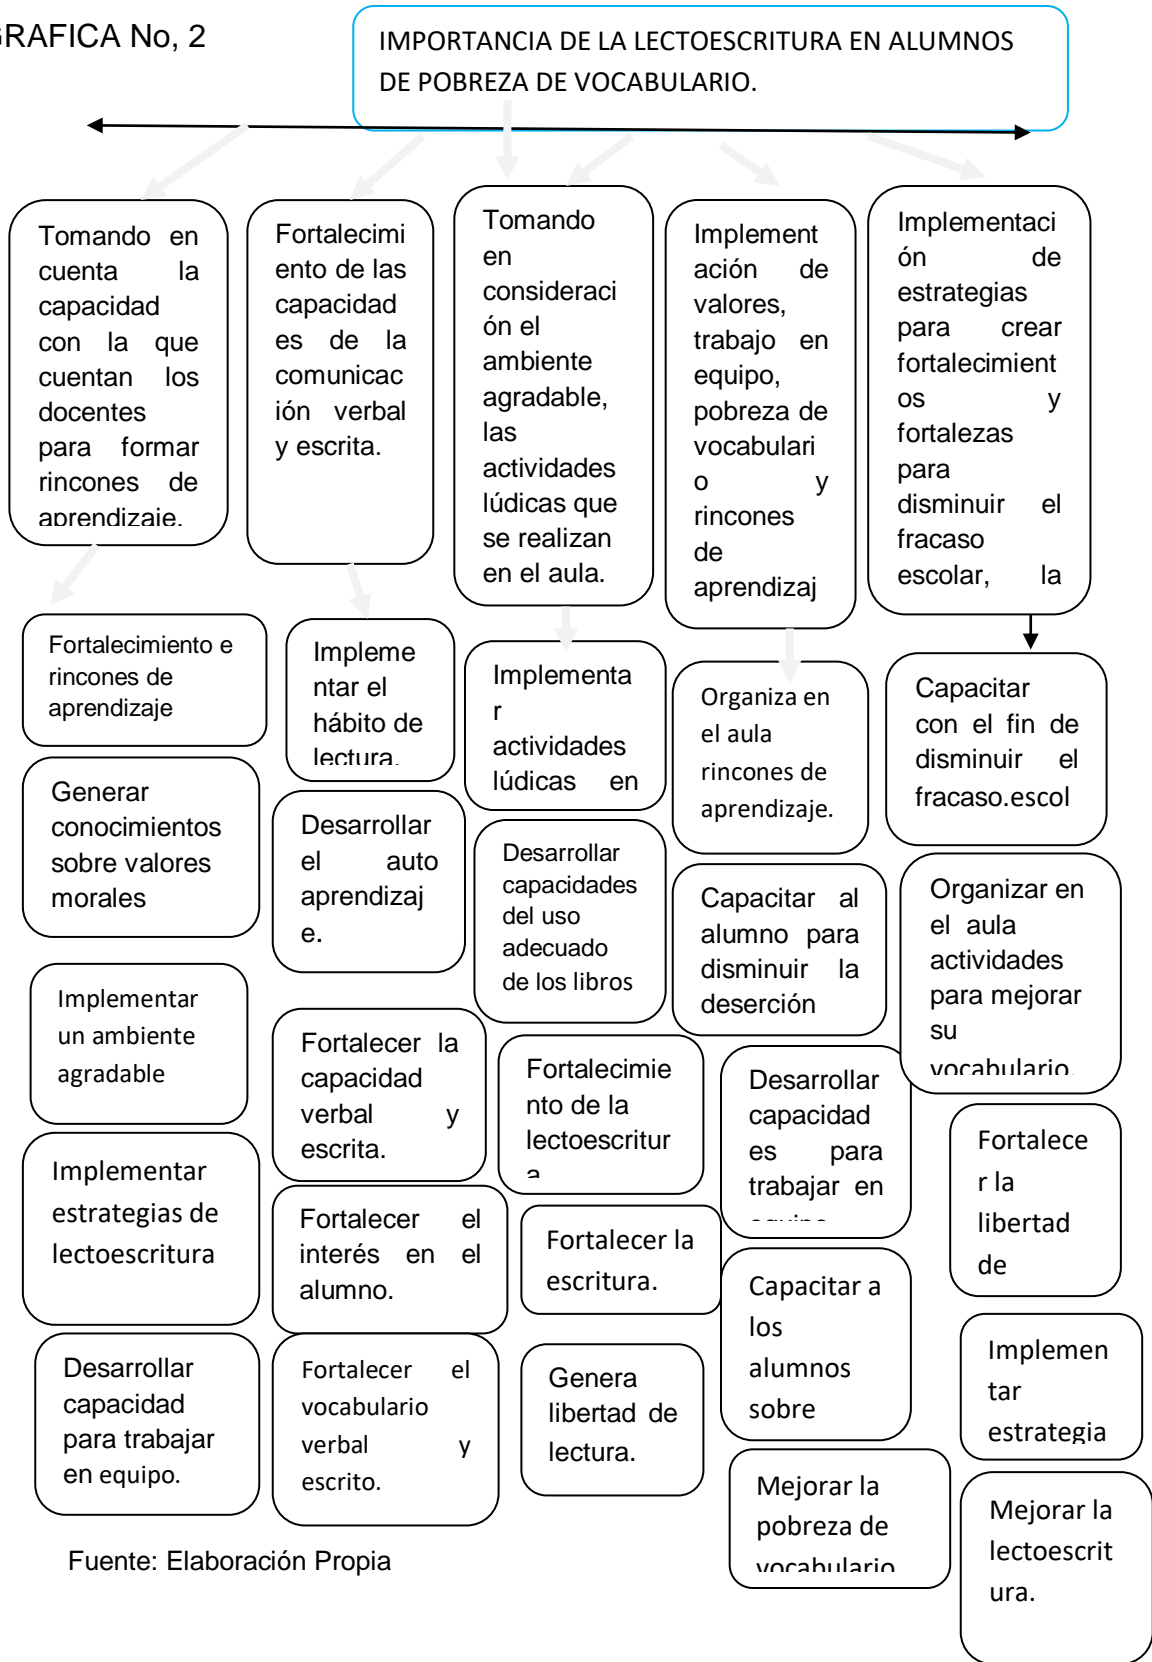 GRAFICA No, 2
IMPORTANCIA DE LA LECTOESCRITURA EN ALUMNOS
DE POBREZA DE VOCABULARIO.
Tomando en
cuenta la
capacidad
con la que
cuentan los
docentes
para formar
rincones de
aprendizaje.
Fortalecimi
ento de las
capacidad
es de la
comunicac
ión verbal
y escrita.
Tomando
en
consideraci
ón el
ambiente
agradable,
las
actividades
lúdicas que
se realizan
en el aula.
Implement
ación de
valores,
trabajo en
equipo,
pobreza de
vocabulari
o y
rincones
de
aprendizaj
Implementaci
ón de
estrategias
para crear
fortalecimient
os y
fortalezas
para
disminuir el
fracaso
escolar, la
Fortalecimiento e
rincones de
aprendizaje
Impleme
ntar el
hábito de
lectura.
Implementa
r
actividades
lúdicas en
Organiza en
el aula
rincones de
aprendizaje.
Capacitar
con el fin de
disminuir el
fracaso.escol
Generar
conocimientos
sobre valores
morales
Desarrollar
el auto
aprendizaj
e.
Desarrollar
capacidades
del uso
adecuado
de los libros
Capacitar al
alumno para
disminuir la
deserción
Organizar en
el aula
actividades
para mejorar
su
vocabulario.
Implementar
un ambiente
agradable
Fortalecer la
capacidad
verbal y
escrita.
Fortalecimie
nto de la
lectoescritur
a
Desarrollar
capacidad
es para
trabajar en
equipo
Fortalece
r la
libertad
de
Implementar
estrategias de
lectoescritura
Fortalecer el
interés en el
alumno.
Fortalecer la
escritura.
Capacitar a
los
alumnos
sobre
Implemen
tar
estrategia
Desarrollar
capacidad
para trabajar
en equipo.
Fortalecer el
vocabulario
verbal y
escrito.
Genera
libertad de
lectura.
Mejorar la
pobreza de
vocabulario
Mejorar la
lectoescrit
ura.
Fuente: Elaboración Propia